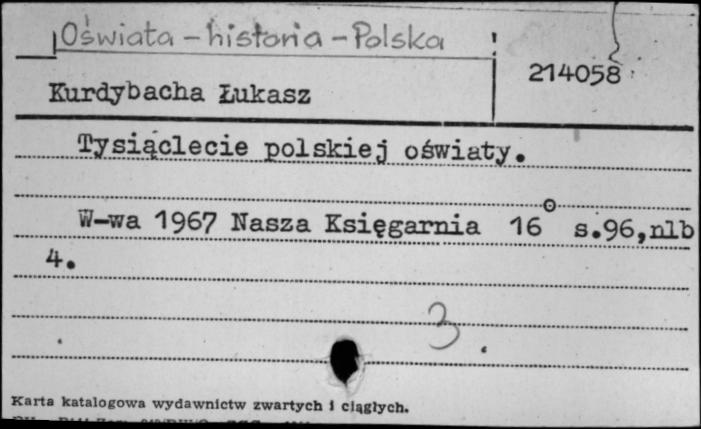 Oświata - historia - Polska
214058
Kurdybacha Łukasz
Tysiąclecie polskiej oświaty.
W-wa 1967 Nasza Księgarnia 16° s.96,nlb
4.
3.
Karta katalogowa wydawnictw zwartych i ciągłych.